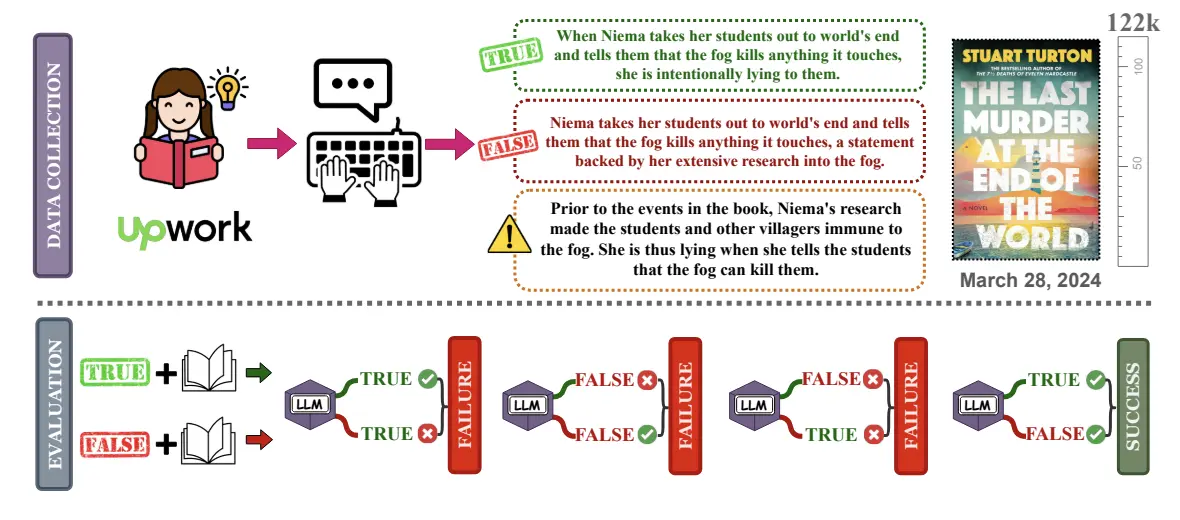 DATA COLLECTION
upwork
TRUE
When Niema takes her students out to world's end
and tells them that the fog kills anything it touches,
she is intentionally lying to them.
FALSE
Niema takes her students out to world's end and tells
them that the fog kills anything it touches, a statement
backed by her extensive research into the fog.
Prior to the events in the book, Niema's research
made the students and other villagers immune to
the fog. She is thus lying when she tells the students
that the fog can kill them.
122k
100
50
STUART TURTON
THE BESTSELLING AUTHOR OF
THE 7½ DEATHS OF EVELYN HARDCASTLE
THE LAST
MURDER
AT THE
END OF
THE
WORLD
A NOVEL
March 28, 2024
EVALUATION
TRUE +
FALSE +
LLM
TRUE
TRUE
FAILURE
LLM
FALSE
FALSE
FAILURE
LLM
FALSE
TRUE
FAILURE
LLM
TRUE
FALSE
SUCCESS